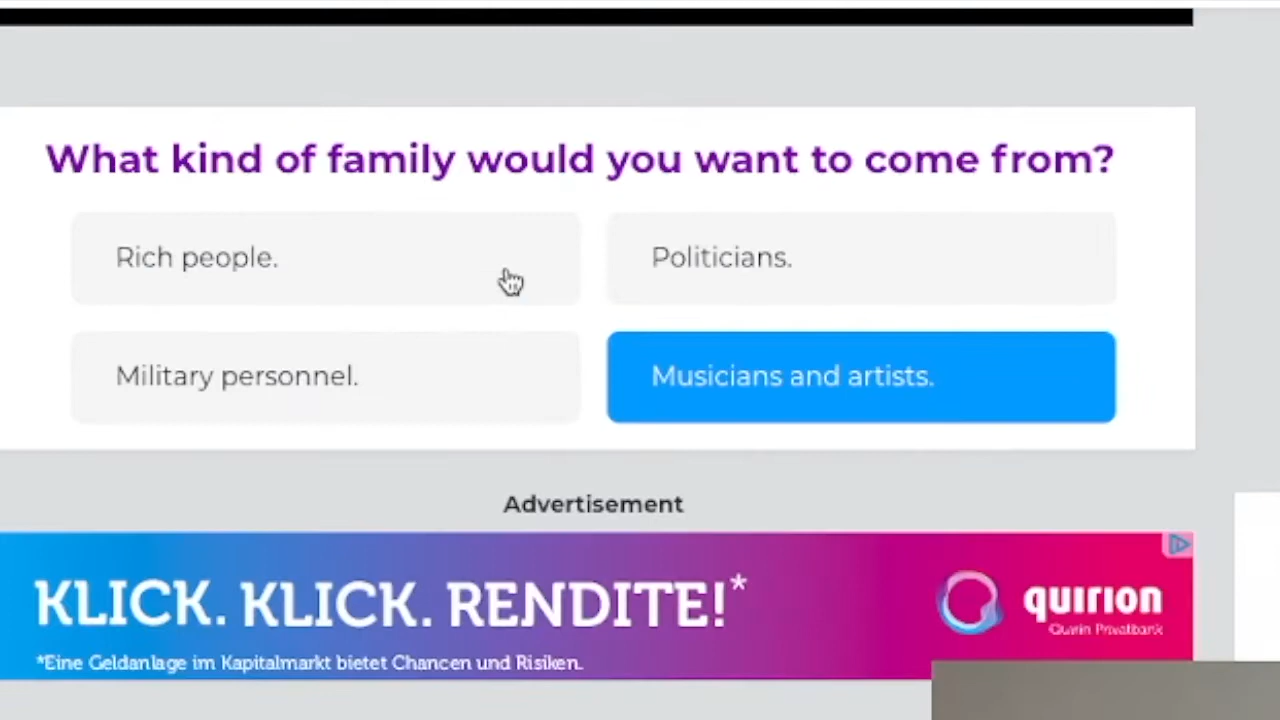 What kind of family would you want to come from?
Rich people.
Politicians.
Military personnel.
Musicians and artists.
Advertisement
KLICK. KLICK. RENDITE!*
quirion
Quirin Privatbank
*Eine Geldanlage im Kapitalmarkt bietet Chancen und Risiken.